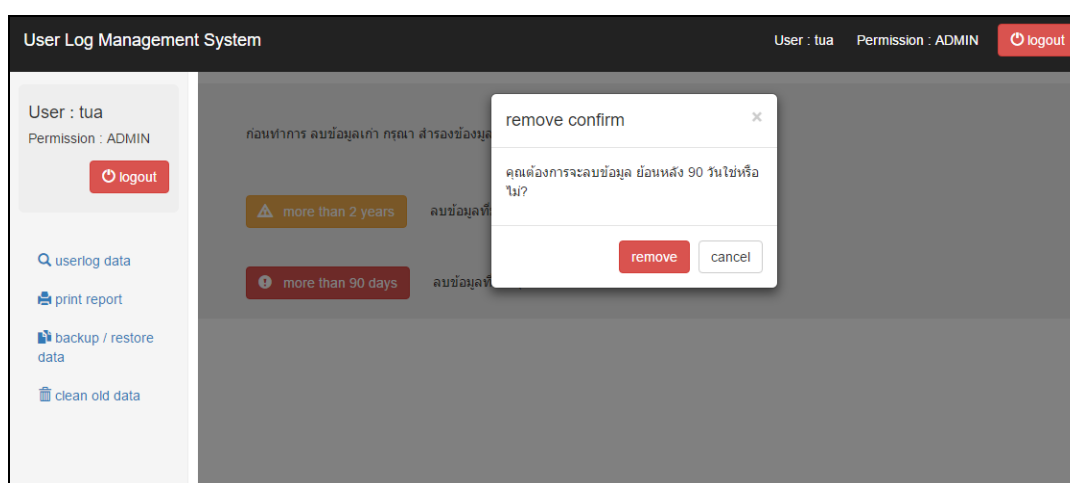 User Log Management System
User : tua
Permission : ADMIN
logout
User : tua
Permission : ADMIN
logout
userlog data
print report
backup / restore
data
clean old data
ก่อนทำการ ลบข้อมูลเก่า กรุณา สำรองข้องมูล
more than 2 years
ลบข้อมูลที่
more than 90 days
ลบข้อมูลที่
remove confirm
×
คุณต้องการจะลบข้อมูล ย้อนหลัง 90 วันใช่หรือ
ไม่?
remove
cancel